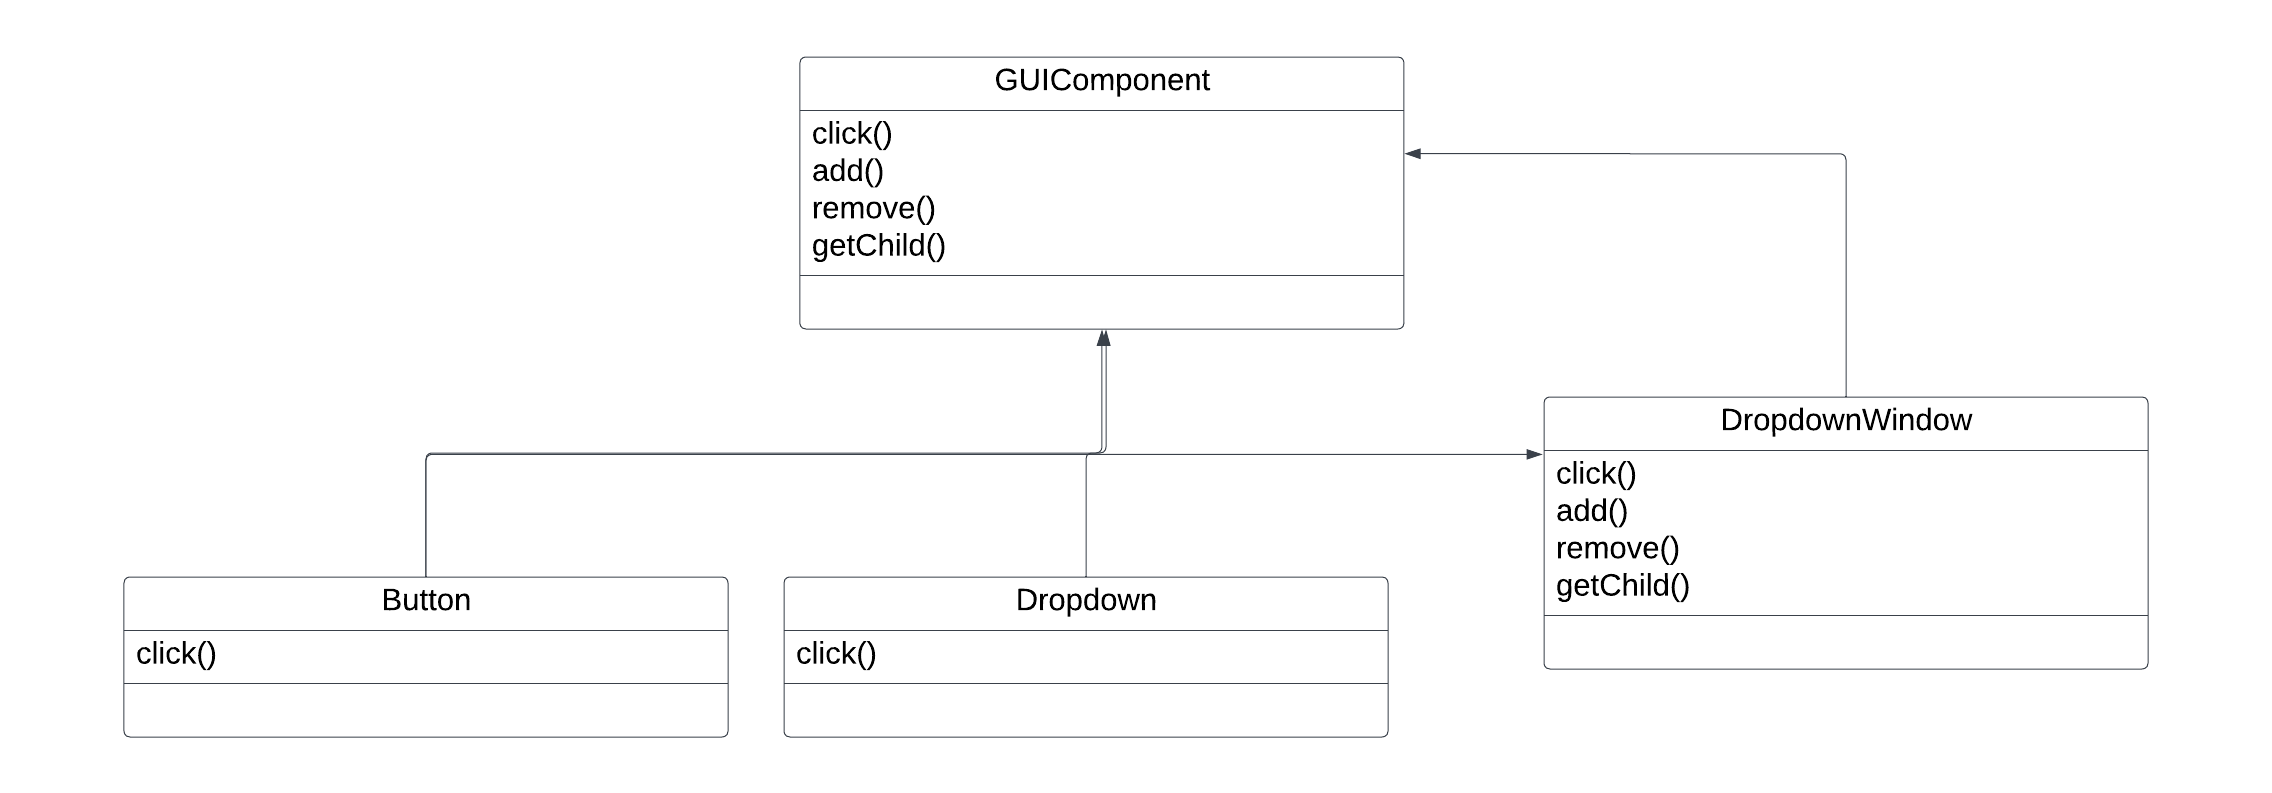 GUIComponent
click()
add()
remove()
getChild()
DropdownWindow
click()
add()
remove()
getChild()
Button
click()
Dropdown
click()